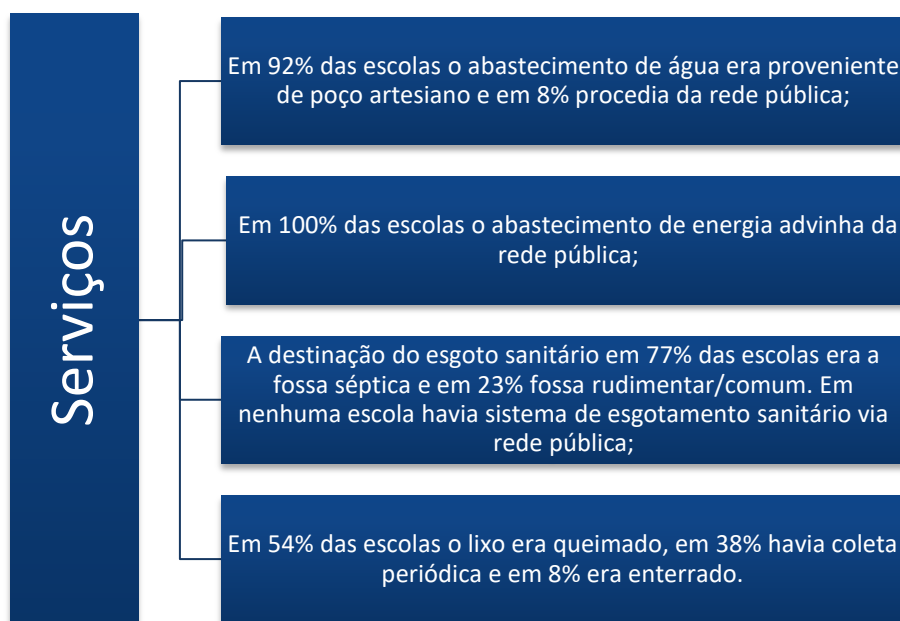 Serviços
Em 92% das escolas o abastecimento de água era proveniente
de poço artesiano e em 8% procedia da rede pública;
Em 100% das escolas o abastecimento de energia advinha da
rede pública;
A destinação do esgoto sanitário em 77% das escolas era a
fossa séptica e em 23% fossa rudimentar/comum. Em
nenhuma escola havia sistema de esgotamento sanitário via
rede pública;
Em 54% das escolas o lixo era queimado, em 38% havia coleta
periódica e em 8% era enterrado.